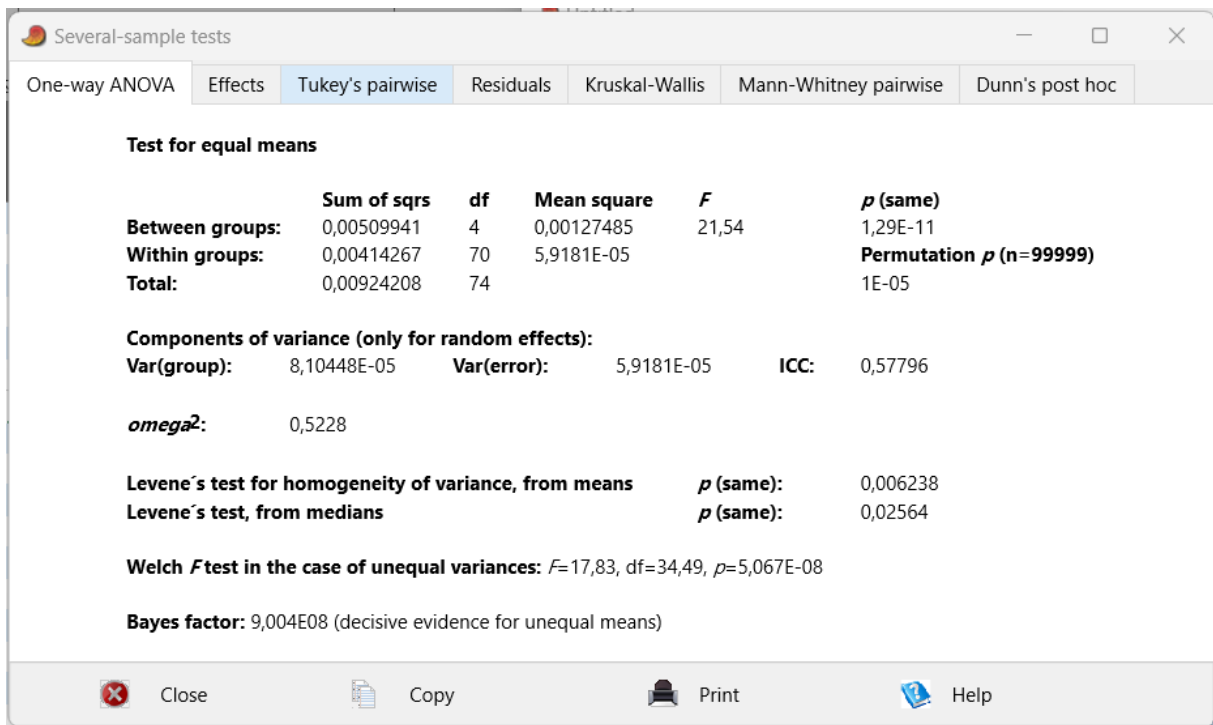 Several-sample tests
One-way ANOVA Effects Tukey's pairwise Residuals Kruskal-Wallis Mann-Whitney pairwise Dunn's post hoc
Test for equal means
Sum of sqrs df Mean square F p (same)
Between groups: 0,00509941 4 0,00127485 21,54 1,29E-11
Within groups: 0,00414267 70 5,9181E-05 Permutation p (n=99999)
Total: 0,00924208 74 1E-05
Components of variance (only for random effects):
Var(group): 8,10448E-05 Var(error): 5,9181E-05 ICC: 0,57796
omega2: 0,5228
Levene´s test for homogeneity of variance, from means p (same): 0,006238
Levene´s test, from medians p (same): 0,02564
Welch F test in the case of unequal variances: F=17,83, df=34,49, p=5,067E-08
Bayes factor: 9,004E08 (decisive evidence for unequal means)
Close Copy Print Help